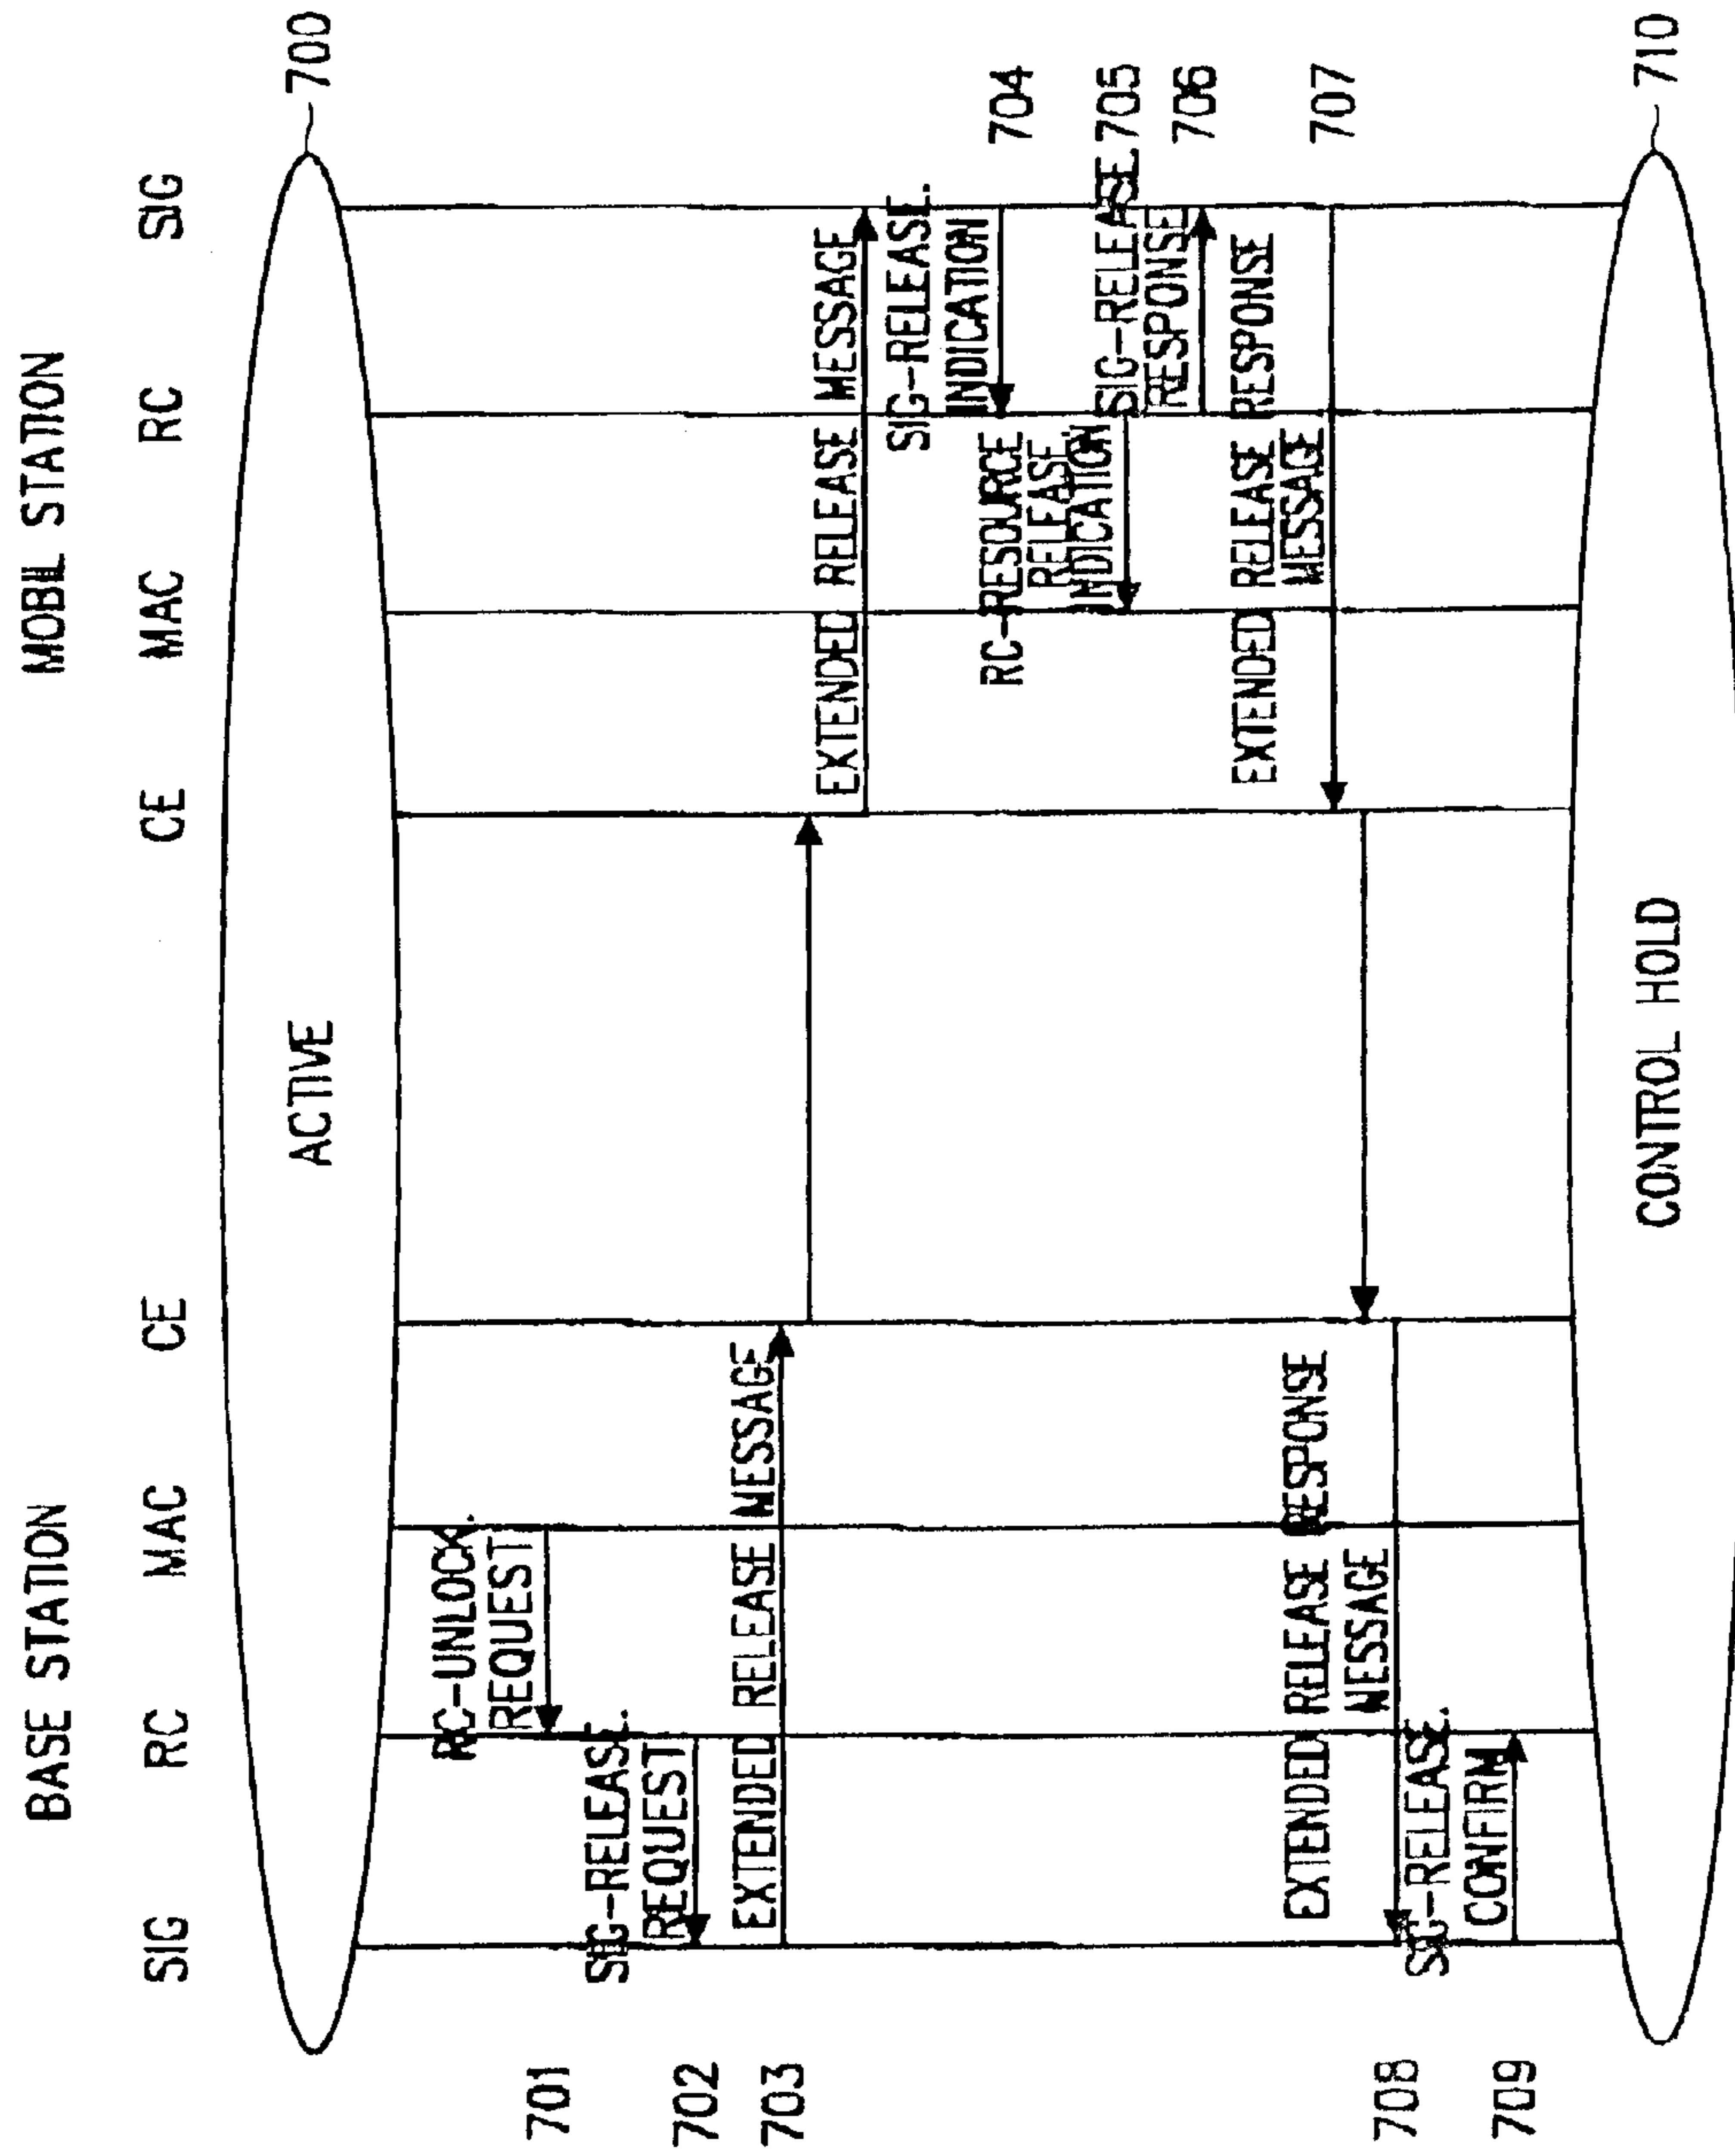 BASE STATION
MOBIL STATION
SIG RC MAC CE CE MAC RC SIG
ACTIVE
700
RC-UNLOCK.
REQUEST
701
SIG-RELEASE.
REQUEST
702
EXTENDED RELEASE MESSAGE
703
EXTENDED RELEASE MESSAGE
SIG-RELEASE.
INDICATION
704
RC-RESOURCE
RELEASE.
INDICATION
705
SIG-RELEASE
RESPONSE
706
EXTENDED RELEASE RESPONSE
MESSAGE
707
EXTENDED RELEASE RESPONSE
MESSAGE
708
SIG-RELEASE.
CONFIRM
709
CONTROL HOLD
710